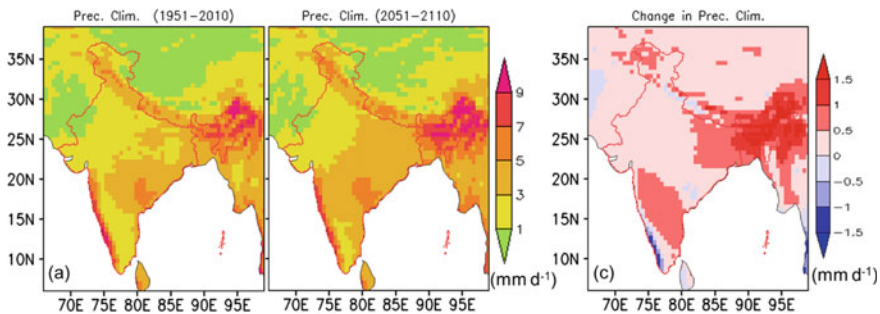 Prec. Clim. (1951−2010)
Prec. Clim. (2051−2110)
Change in Prec. Clim.
35N
30N
25N
20N
15N
10N
(a)
70E 75E 80E 85E 90E 95E
70E 75E 80E 85E 90E 95E
9
7
5
3
1
(mm d-1)
35N
30N
25N
20N
15N
10N
(c)
70E 75E 80E 85E 90E 95E
1.5
1
0.5
0
−0.5
−1
−1.5
(mm d-1)